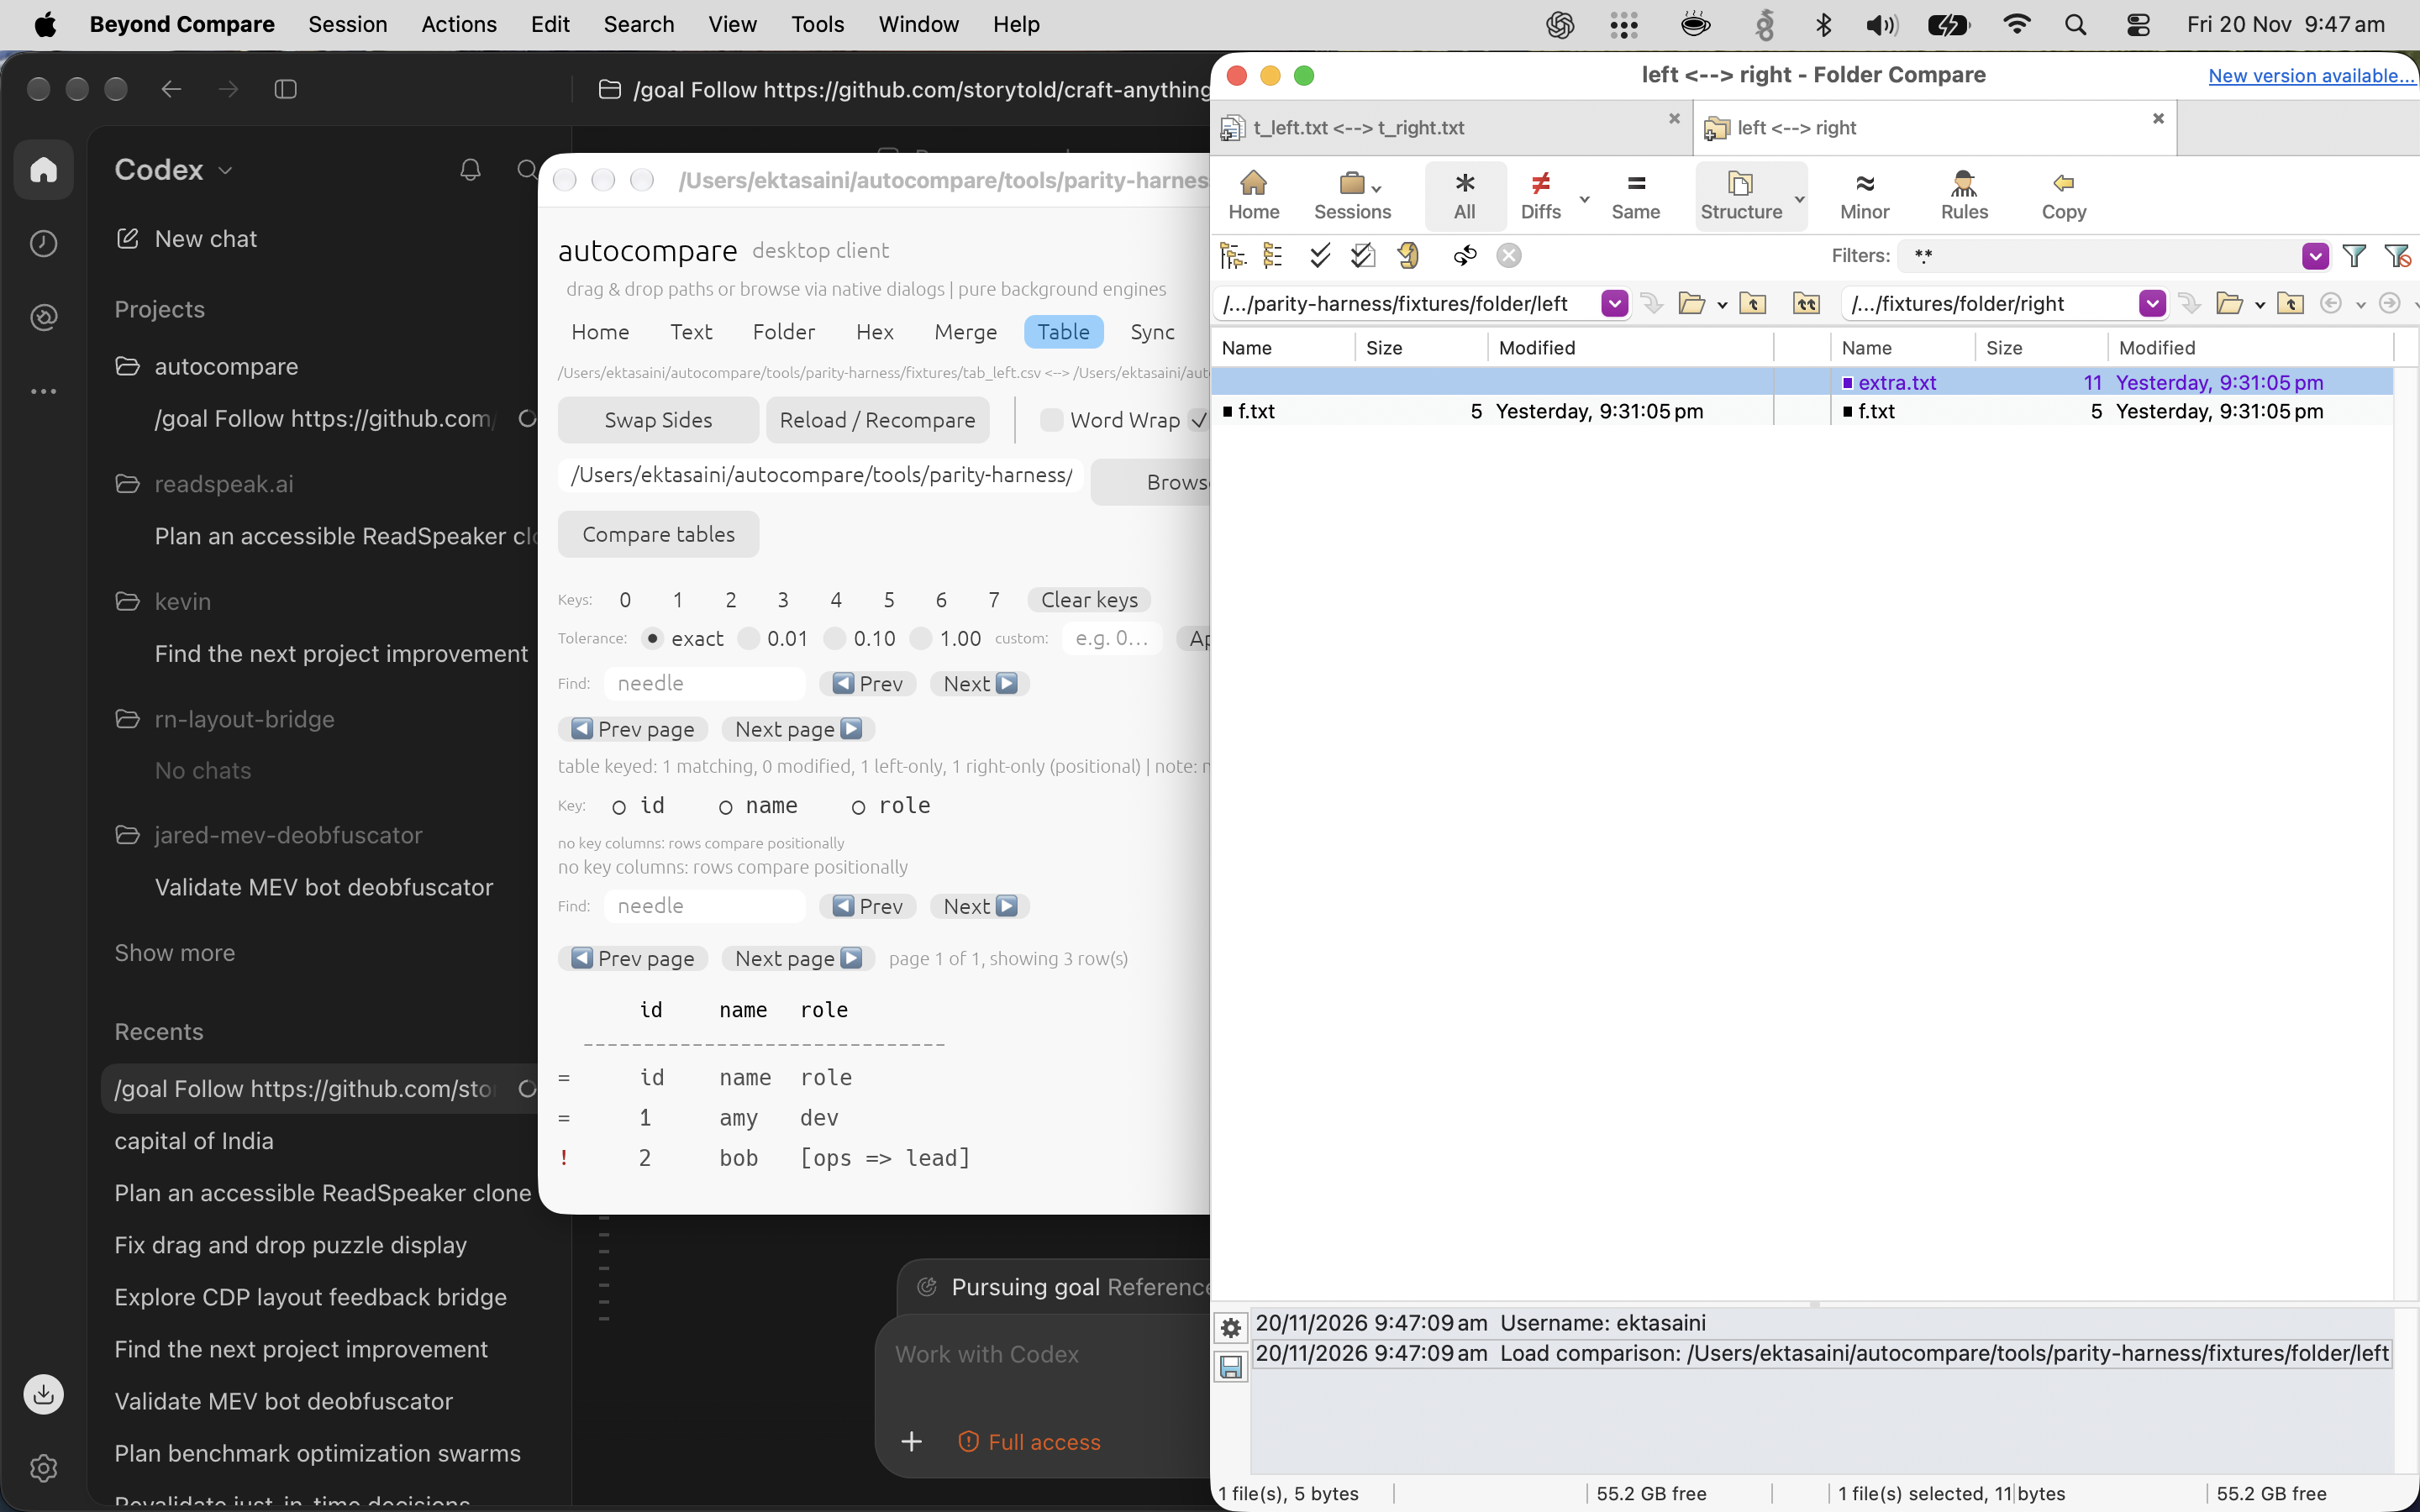 Beyond Compare Session Actions Edit Search View Tools Window Help Fri 20 Nov 9:47 am
/goal Follow https://github.com/storytold/craft-anything
Codex
New chat
Projects
autocompare
/goal Follow https://github.com/
readspeak.ai
Plan an accessible ReadSpeaker clo
kevin
Find the next project improvement
rn-layout-bridge
No chats
jared-mev-deobfuscator
Validate MEV bot deobfuscator
Show more
Recents
/goal Follow https://github.com/sto
capital of India
Plan an accessible ReadSpeaker clone
Fix drag and drop puzzle display
Explore CDP layout feedback bridge
Find the next project improvement
Validate MEV bot deobfuscator
Plan benchmark optimization swarms
Revalidate just-in-time decisions
/Users/ektasaini/autocompare/tools/parity-harnes
autocompare desktop client
drag & drop paths or browse via native dialogs | pure background engines
Home Text Folder Hex Merge Table Sync
/Users/ektasaini/autocompare/tools/parity-harness/fixtures/tab_left.csv <--> /Users/ektasaini/aut
Swap Sides Reload / Recompare Word Wrap
/Users/ektasaini/autocompare/tools/parity-harness/ Brows
Compare tables
Keys: 0 1 2 3 4 5 6 7 Clear keys
Tolerance: exact 0.01 0.10 1.00 custom: e.g. 0... Ap
Find: needle Prev Next
Prev page Next page
table keyed: 1 matching, 0 modified, 1 left-only, 1 right-only (positional) | note:
Key: id name role
no key columns: rows compare positionally
no key columns: rows compare positionally
Find: needle Prev Next
Prev page Next page page 1 of 1, showing 3 row(s)
id name role
------------------------------
= id name role
= 1 amy dev
! 2 bob [ops => lead]
Pursuing goal Reference
Work with Codex
+ Full access
left <--> right - Folder Compare New version available...
t_left.txt <--> t_right.txt left <--> right
Home Sessions All Diffs Same Structure Minor Rules Copy
Filters: *.*
/.../parity-harness/fixtures/folder/left /.../fixtures/folder/right
Name Size Modified Name Size Modified
extra.txt 11 Yesterday, 9:31:05 pm
f.txt 5 Yesterday, 9:31:05 pm f.txt 5 Yesterday, 9:31:05 pm
20/11/2026 9:47:09 am Username: ektasaini
20/11/2026 9:47:09 am Load comparison: /Users/ektasaini/autocompare/tools/parity-harness/fixtures/folder/left
1 file(s), 5 bytes 55.2 GB free 1 file(s) selected, 11 bytes 55.2 GB free